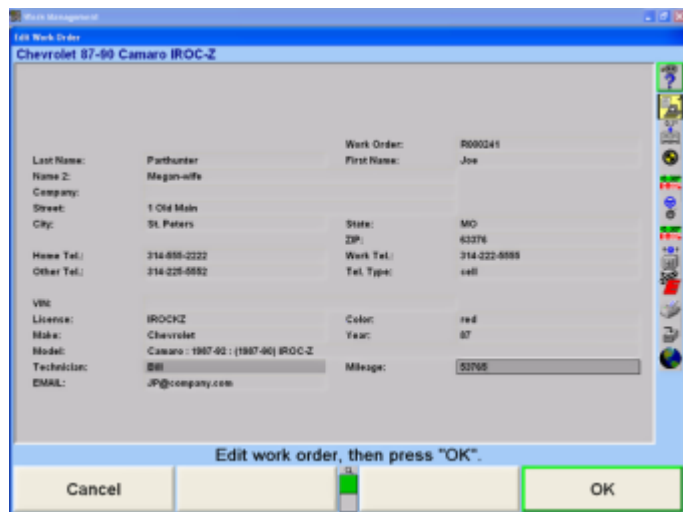 Work Management
Edit Work Order
Chevrolet 87-90 Camaro IROC-Z
Work Order: R000241
Last Name: Parthunter First Name: Joe
Name 2: Megan-wife
Company:
Street: 1 Old Main
City: St. Peters State: MO
ZIP: 63376
Home Tel.: 314-555-2222 Work Tel.: 314-222-5555
Other Tel.: 314-225-5552 Tel. Type: cell
VIN:
License: IROCKZ Color: red
Make: Chevrolet Year: 87
Model: Camaro : 1987-92 : (1987-90) IROC-Z
Technician: Bill Mileage: 53765
EMAIL: JP@company.com
Edit work order, then press "OK".
Cancel OK